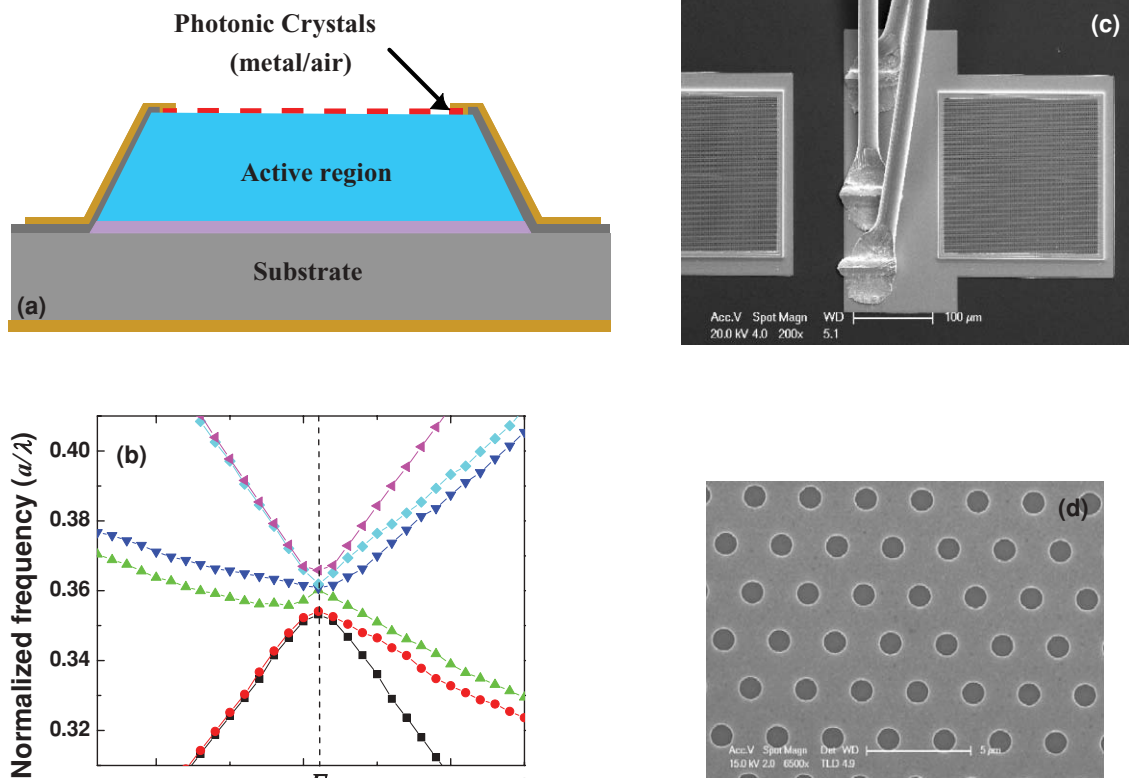 Photonic Crystals
(metal/air)
Active region
Substrate
(a)
(c)
Acc.V Spot Magn WD
20.0 kV 4.0 200x 5.1
100 µm
(b)
Normalized frequency (a/λ)
0.40
0.38
0.36
0.34
0.32
(d)
Acc.V Spot Magn Det WD
15.0 kV 2.0 6500x TLD 4.9
5 µm